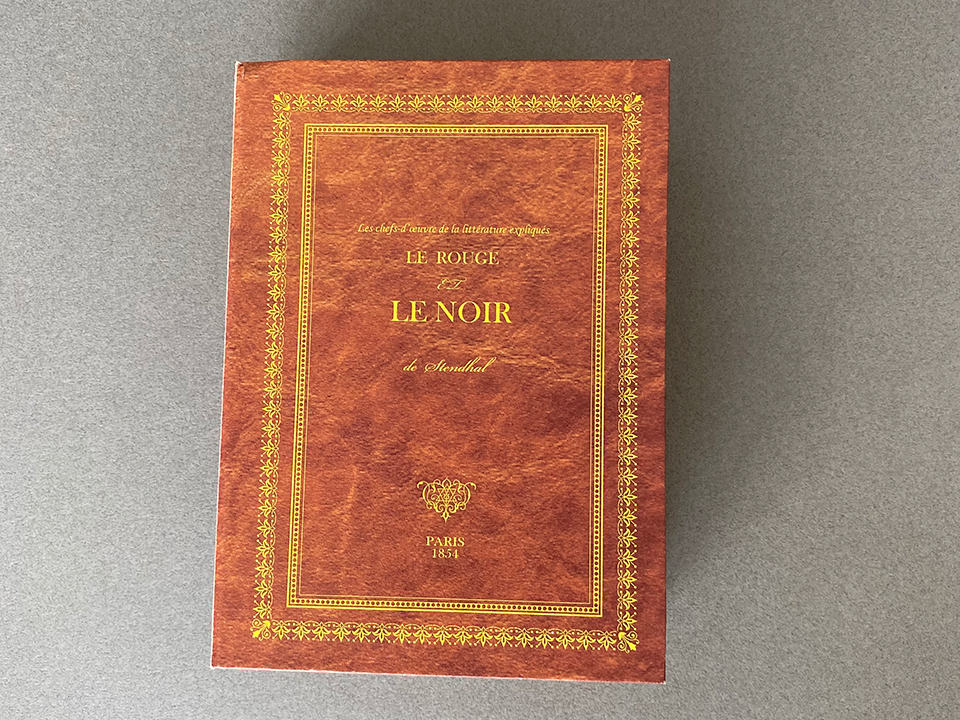 Les chefs-d'œuvre de la littérature expliqués
LE ROUGE
ET
LE NOIR
de Stendhal
PARIS
1854